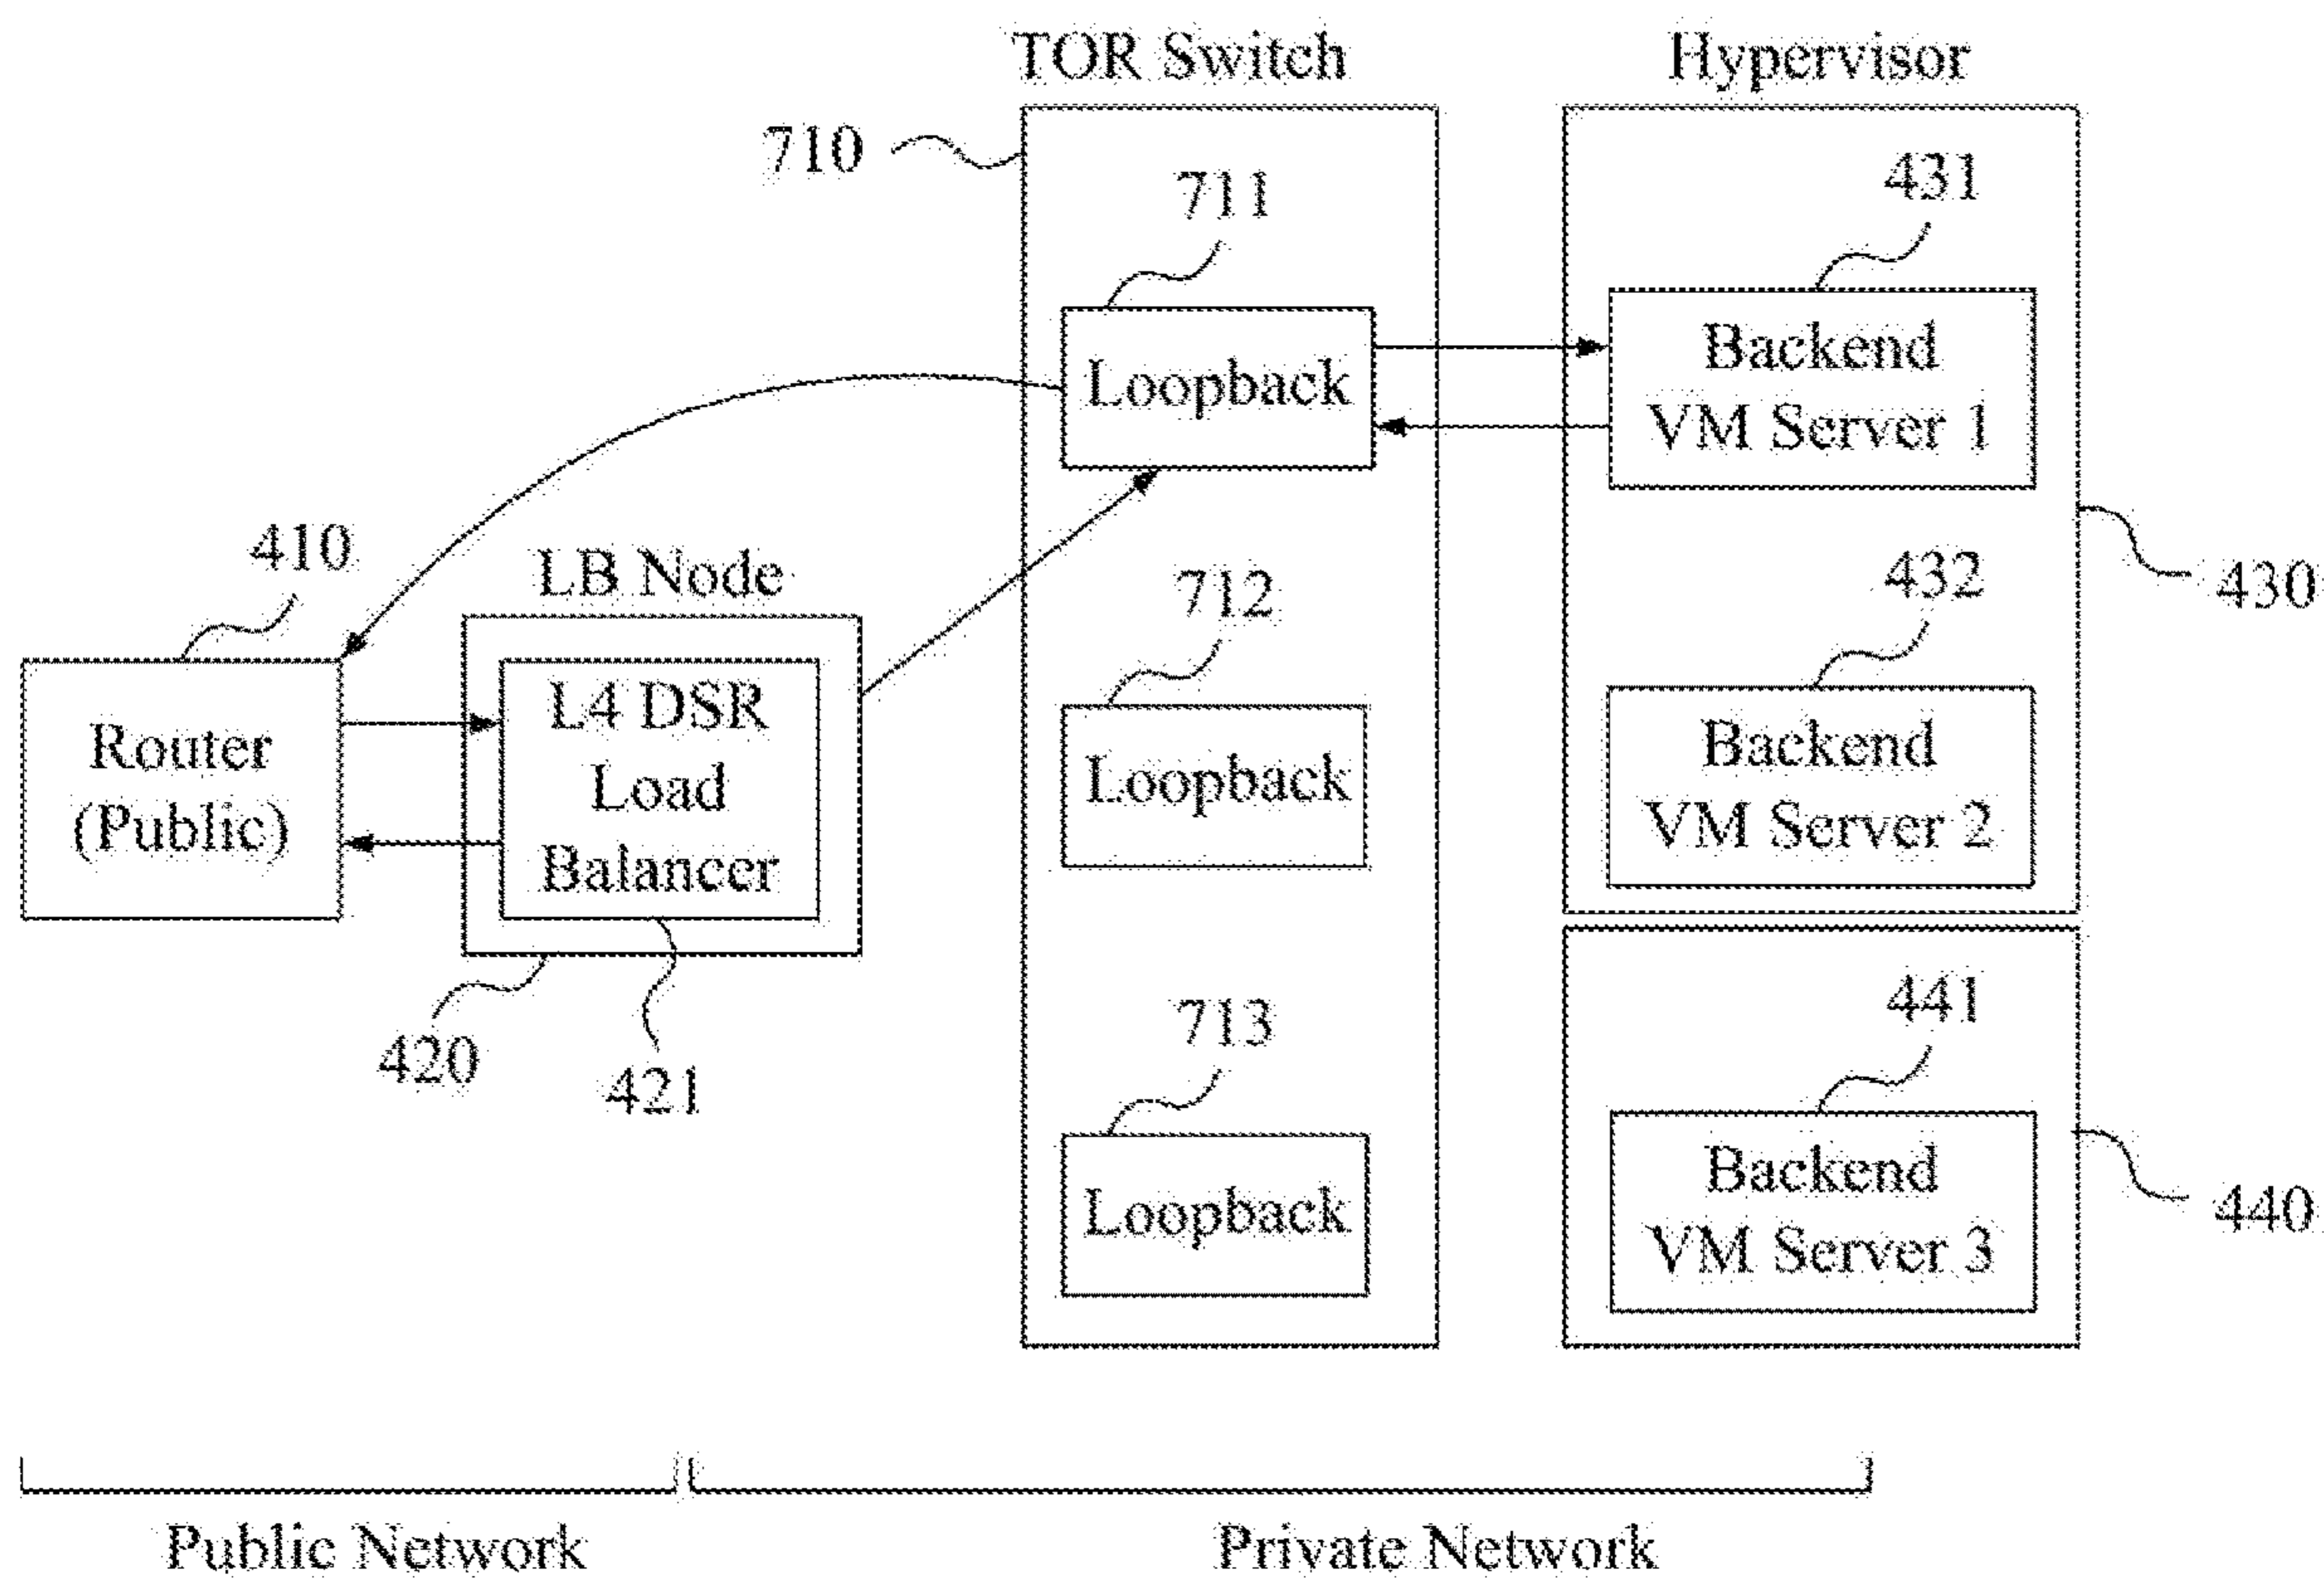 TOR Switch
Hypervisor
710
711
431
Loopback
Backend
VM Server 1
410
LB Node
712
432
430
Router
(Public)
L4 DSR
Load
Balancer
Loopback
Backend
VM Server 2
420
421
713
441
Loopback
Backend
VM Server 3
440
Public Network
Private Network